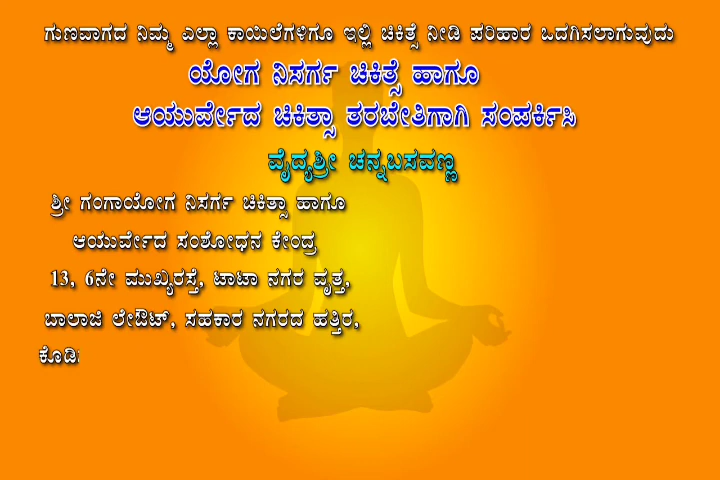 ಗುಣವಾಗದ ನಿಮ್ಮ ಎಲ್ಲಾ ಕಾಯಿಲೆಗಳಿಗೂ ಇಲ್ಲಿ ಚಿಕಿತ್ಸೆ ನೀಡಿ ಪರಿಹಾರ ಒದಗಿಸಲಾಗುವುದು
ಯೋಗ ನಿಸರ್ಗ ಚಿಕಿತ್ಸೆ ಹಾಗೂ
ಆಯುರ್ವೇದ ಚಿಕಿತ್ಸಾ ತರಬೇತಿಗಾಗಿ ಸಂಪರ್ಕಿಸಿ
ವೈದ್ಯಶ್ರೀ ಚನ್ನಬಸವಣ್ಣ
ಶ್ರೀ ಗಂಗಾಯೋಗ ನಿಸರ್ಗ ಚಿಕಿತ್ಸಾ ಹಾಗೂ
ಆಯುರ್ವೇದ ಸಂಶೋಧನ ಕೇಂದ್ರ
13, 6ನೇ ಮುಖ್ಯರಸ್ತೆ, ಟಾಟಾ ನಗರ ವೃತ್ತ,
ಬಾಲಾಜಿ ಲೇಔಟ್, ಸಹಕಾರ ನಗರದ ಹತ್ತಿರ,
ಕೊಡಿ